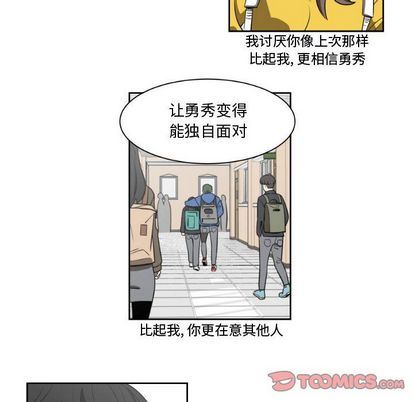 我讨厌你像上次那样
比起我, 更相信勇秀
让勇秀变得
能独自面对
比起我, 你更在意其他人
TOOMICS.COM